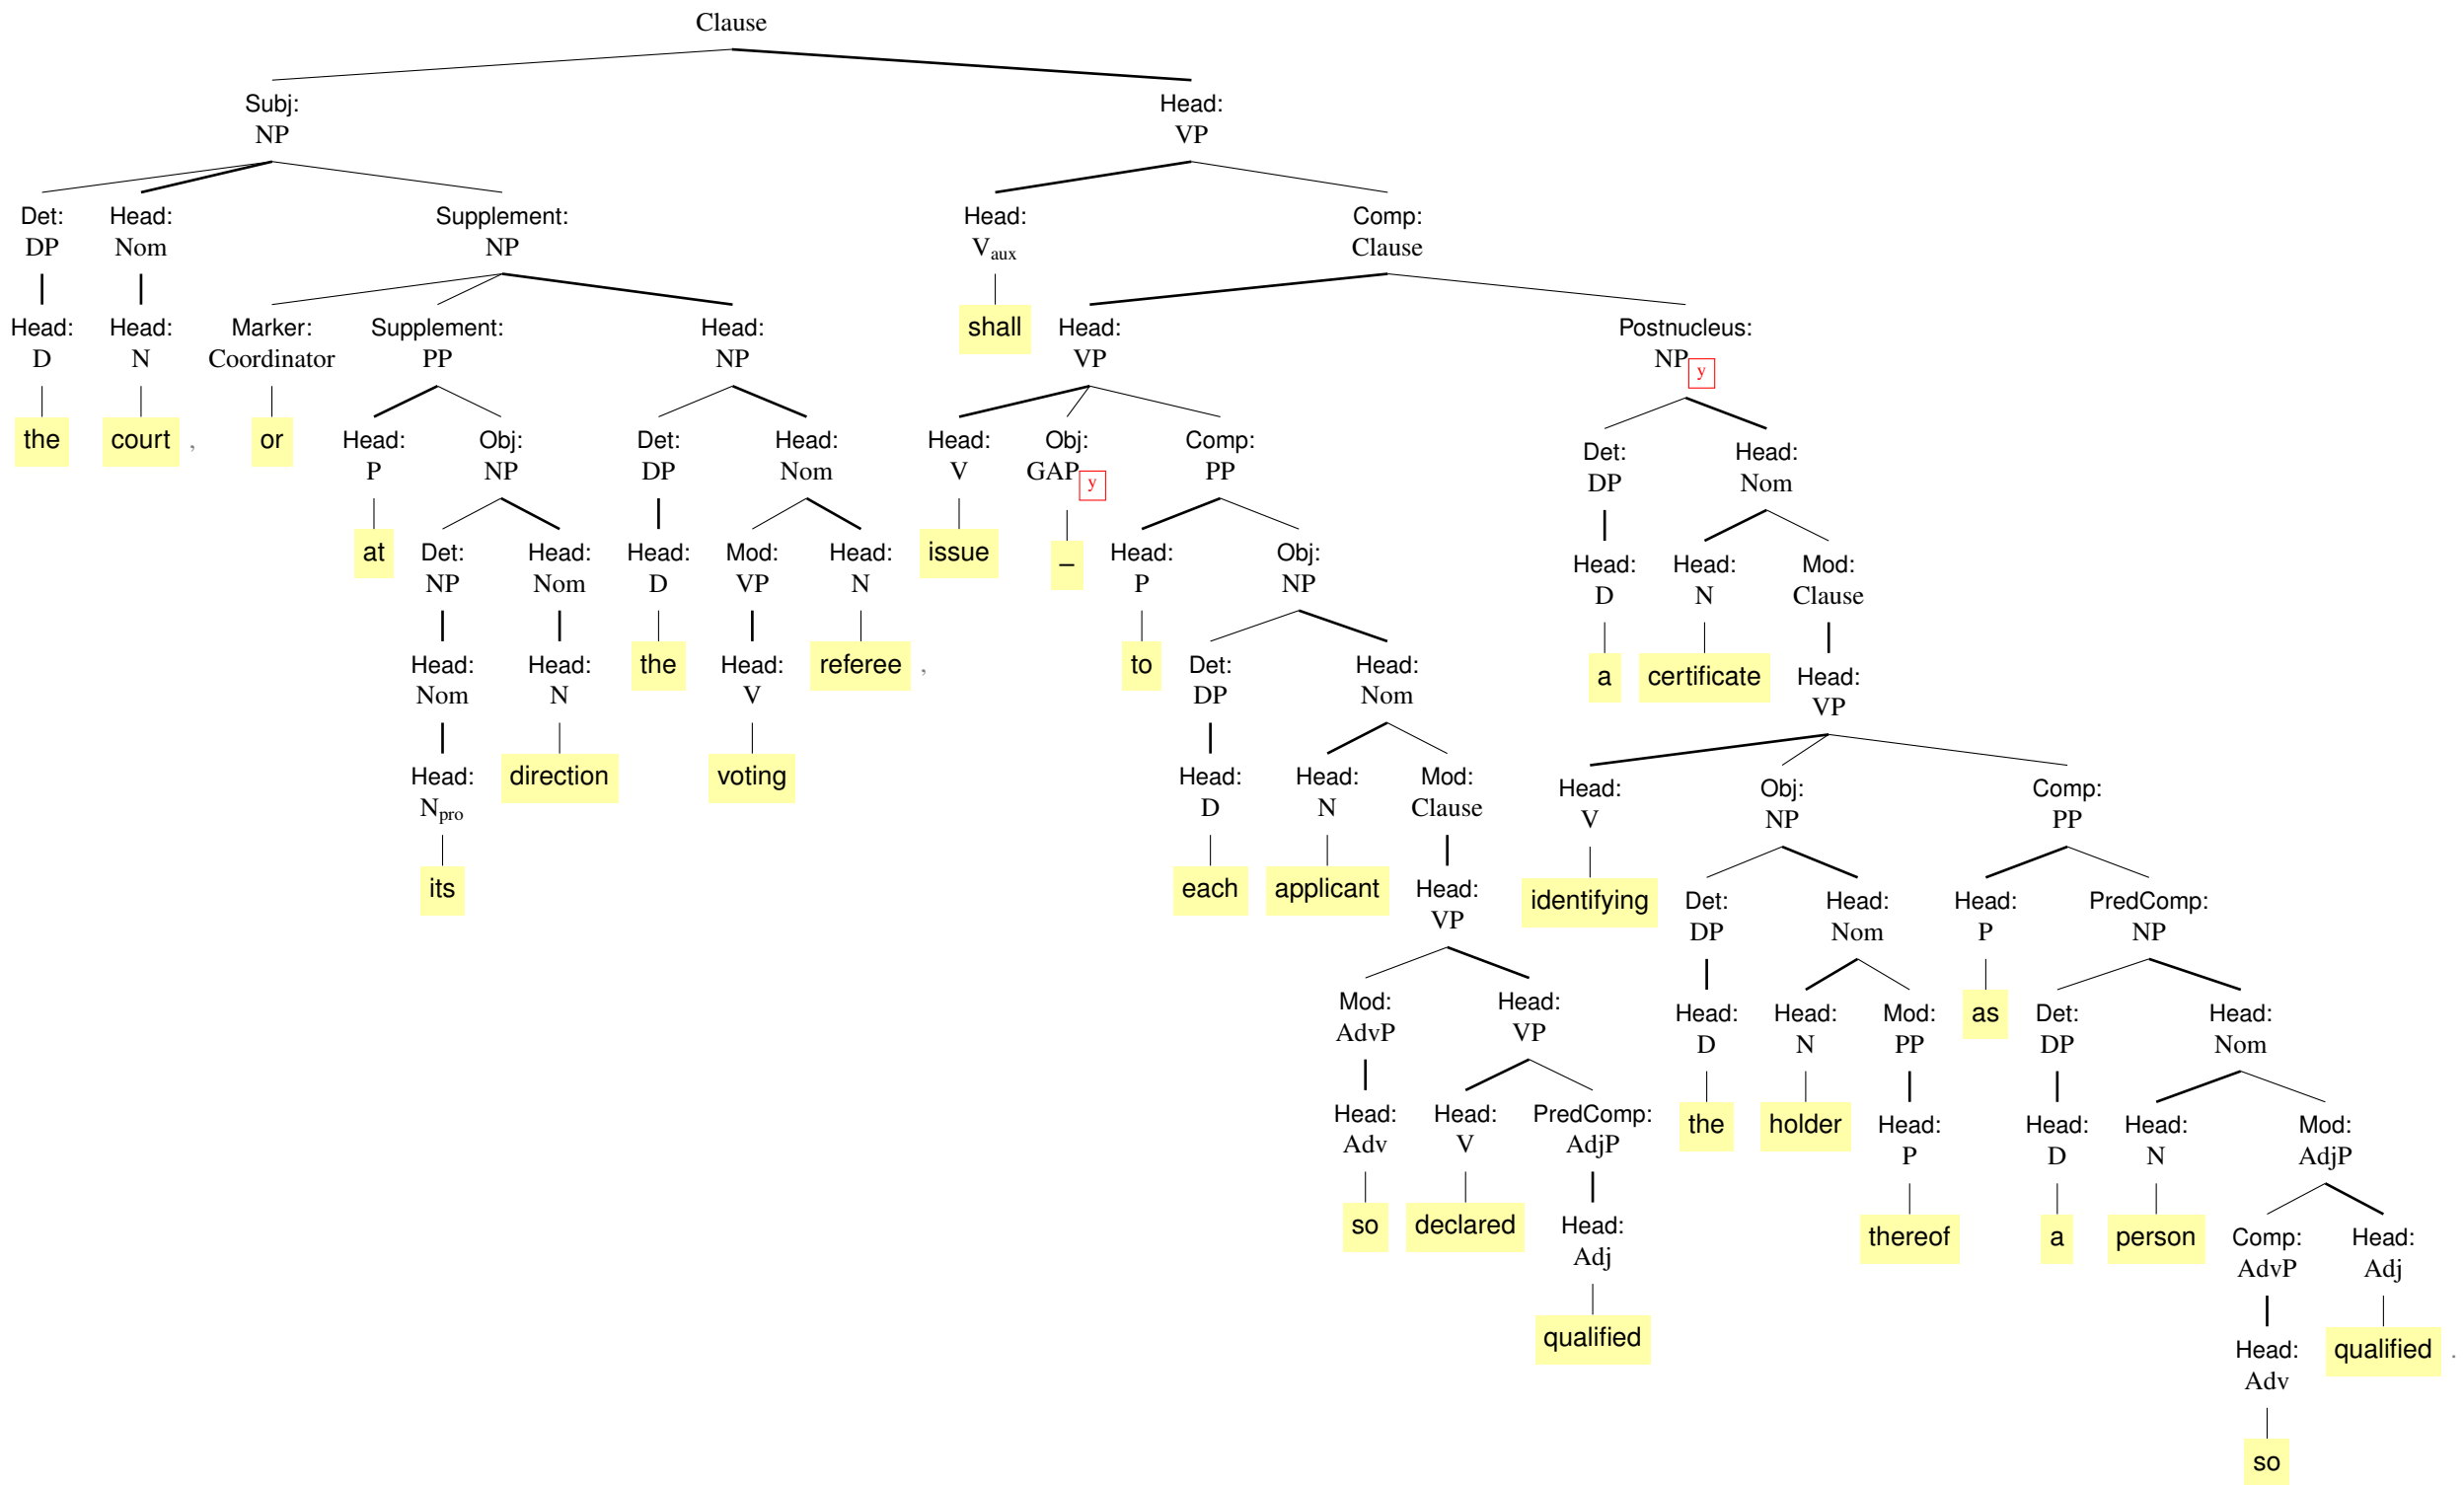 Clause
Subj: Head:
NP VP
Det: Head: Supplement: Head: Comp:
DP Nom NP Vaux Clause
Head: Head: Marker: Supplement: Head: shall Head: Postnucleus:
D N Coordinator PP NP VP NP y
the court , or Head: Obj: Det: Head: Head: Obj: Comp: Det: Head:
P NP DP Nom V GAP y PP DP Nom
at Det: Head: Head: Mod: Head: issue – Head: Obj: Head: Head: Mod:
NP Nom D VP N P NP D N Clause
Head: Head: the Head: referee , to Det: Head: a certificate Head:
Nom N V DP Nom VP
Head: direction voting Head: Head: Mod: Head: Obj: Comp:
Npro D N Clause V NP PP
its each applicant Head: identifying Det: Head: Head: PredComp:
VP DP Nom P NP
Mod: Head: Head: Head: Mod: as Det: Head:
AdvP VP D N PP DP Nom
Head: Head: PredComp: the holder Head: Head: Head: Mod:
Adv V AdjP P D N AdjP
so declared Head: thereof a person Comp: Head:
Adj AdvP Adj
qualified Head: qualified .
Adv
so